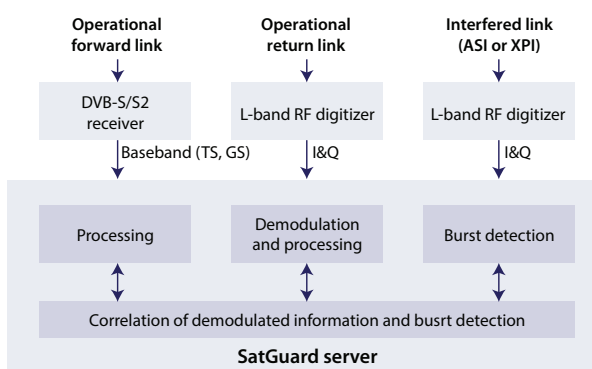 Operational
forward link
Operational
return link
Interfered link
(ASI or XPI)
DVB-S/S2
receiver
L-band RF digitizer
L-band RF digitizer
Baseband (TS, GS)
I&Q
I&Q
Processing
Demodulation
and processing
Burst detection
Correlation of demodulated information and busrt detection
SatGuard server